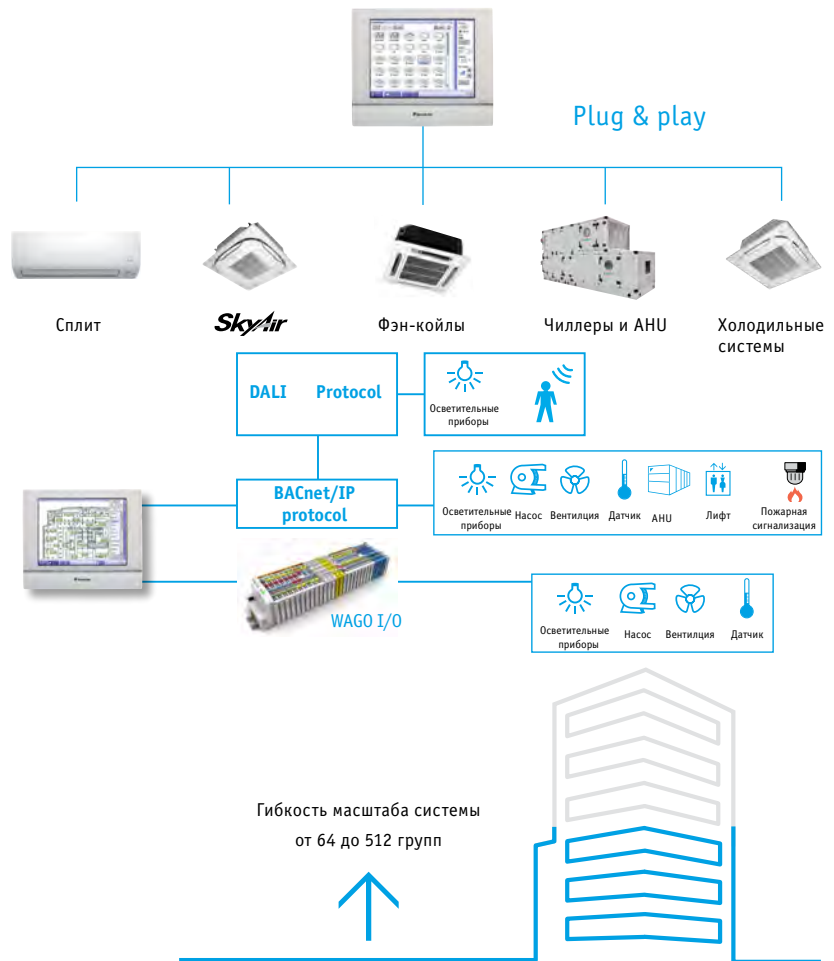 Plug & play
Сплит
SkyAir
Фэн-койлы
Чиллеры и AHU
Холодильные
системы
DALI Protocol
Осветительные
приборы
BACnet/IP
protocol
Осветительные
приборы
Насос
Вентилция
Датчик
AHU
Лифт
Пожарная
сигнализация
WAGO I/O
Осветительные
приборы
Насос
Вентилция
Датчик
Гибкость масштаба системы
от 64 до 512 групп